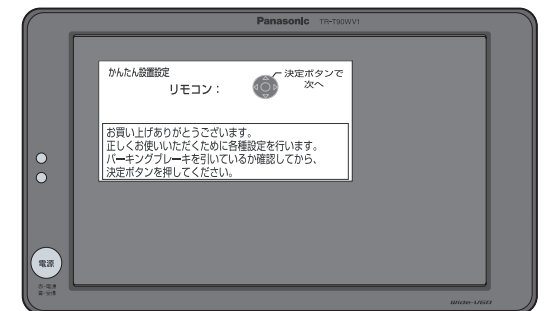 Panasonic TR-T90WV1
かんたん設置設定
リモコン：
決定ボタンで
次へ
お買い上げありがとうございます。
正しくお使いいただくために各種設定を行います。
パーキングブレーキを引いているか確認してから、
決定ボタンを押してください。
電源
WIDE-VGA